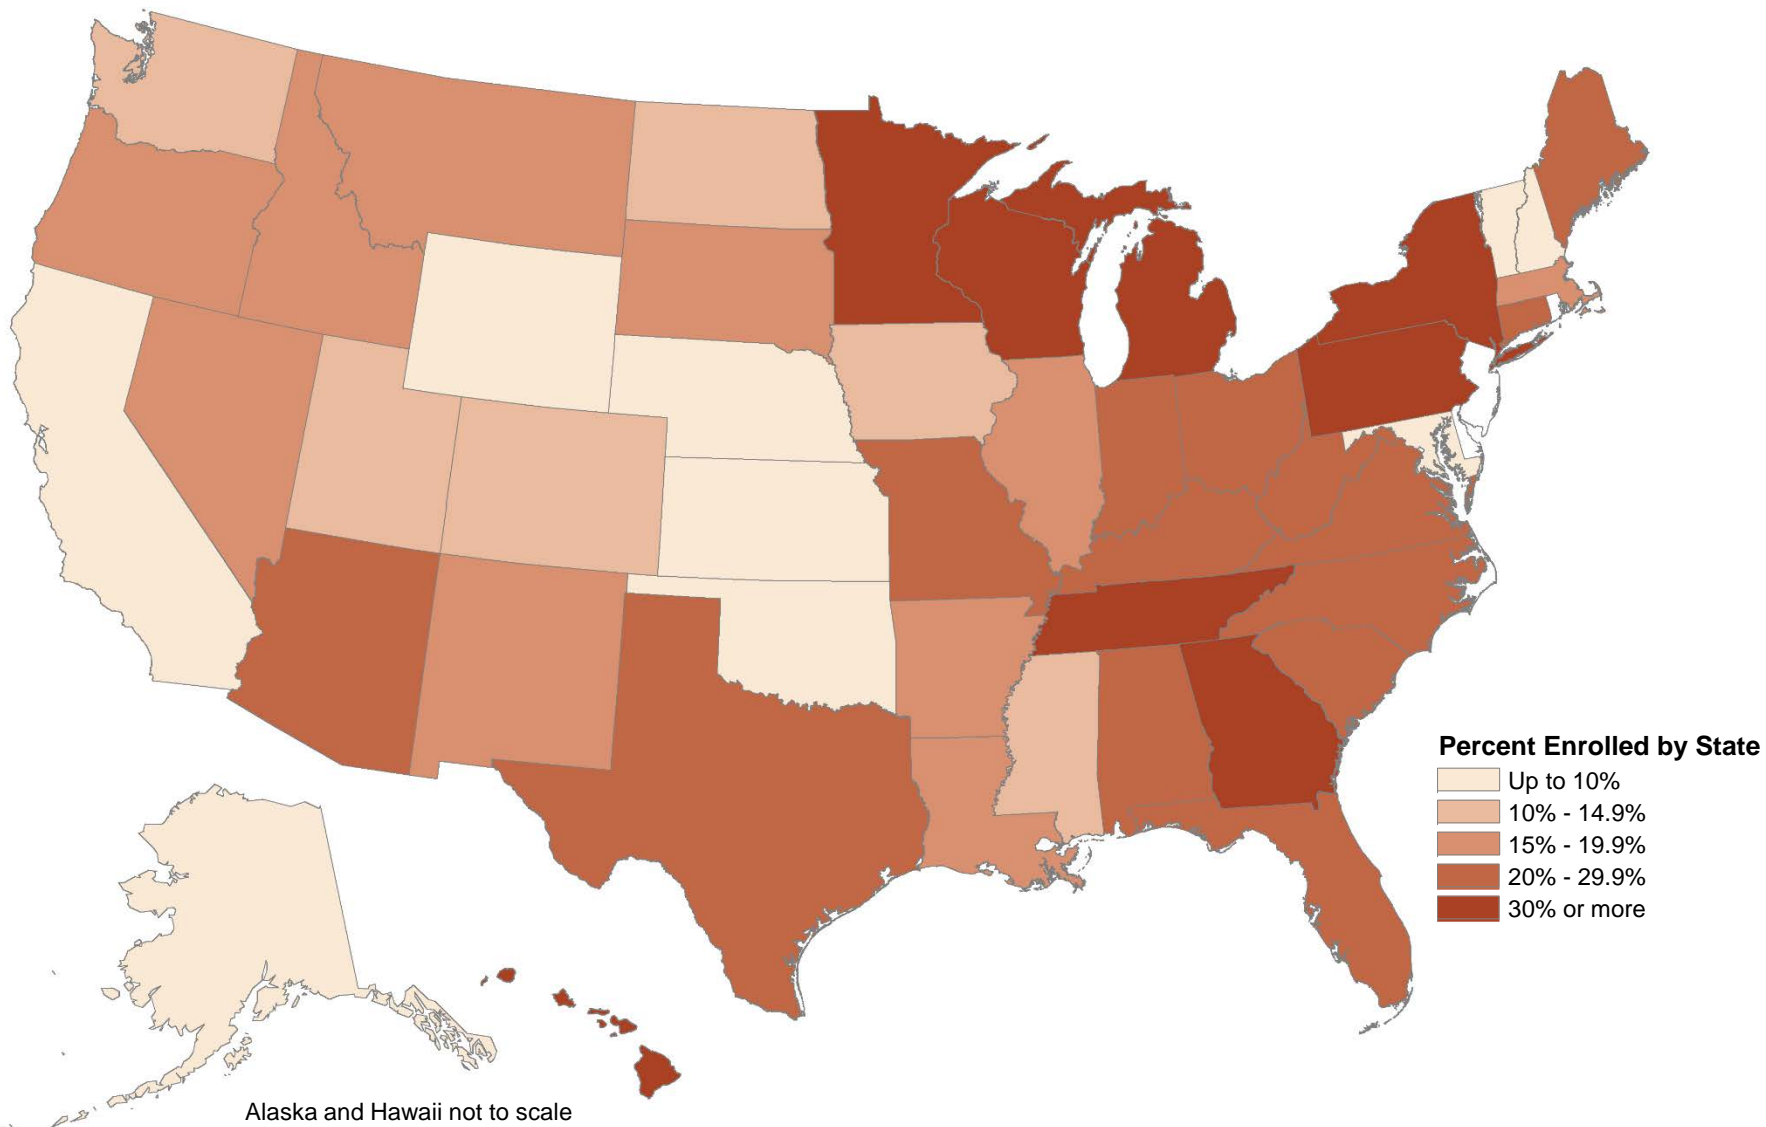 Percent Enrolled by State
Up to 10%
10% - 14.9%
15% - 19.9%
20% - 29.9%
30% or more
Alaska and Hawaii not to scale